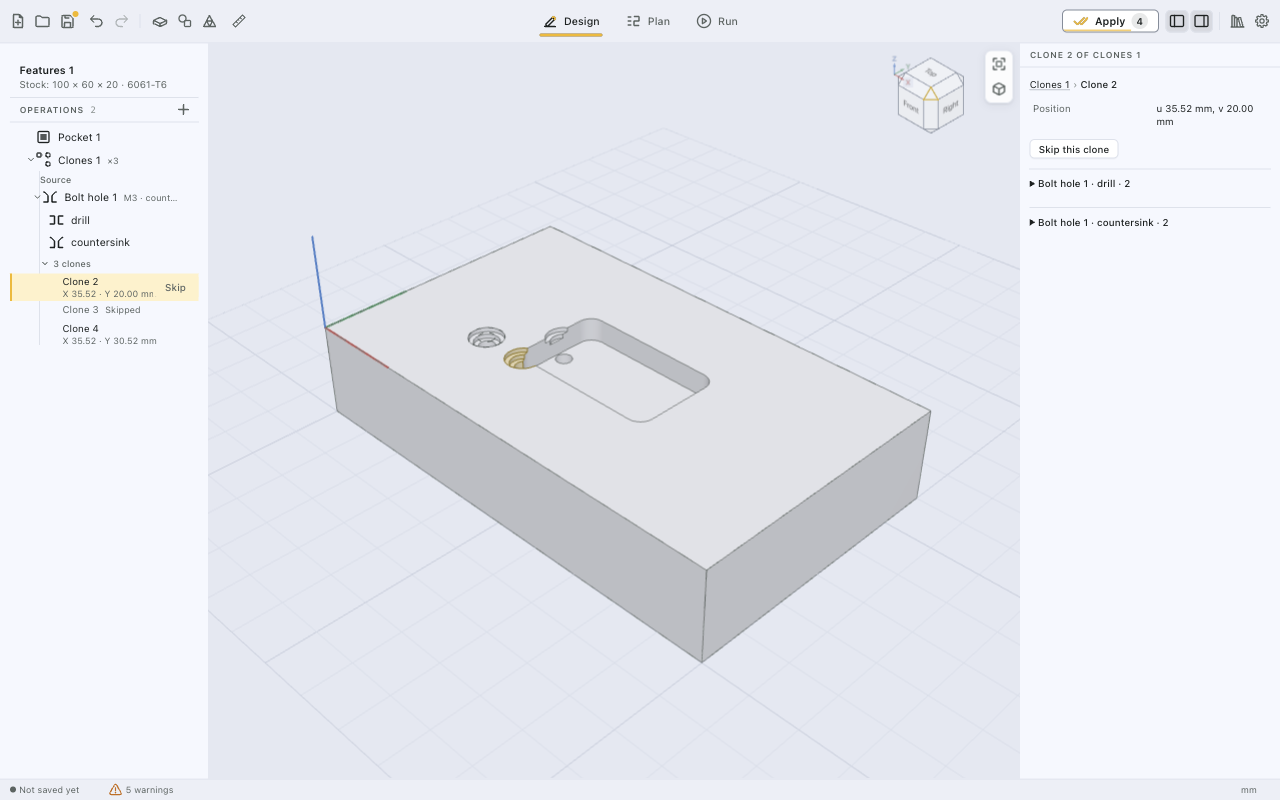 Design
Plan
Run
Apply 4
Features 1
Stock: 100 × 60 × 20 · 6061-T6
OPERATIONS 2
Pocket 1
Clones 1 ×3
Source
Bolt hole 1 M3 · count…
drill
countersink
3 clones
Clone 2
X 35.52 · Y 20.00 mm
Skip
Clone 3 Skipped
Clone 4
X 35.52 · Y 30.52 mm
Z
Y
X
Top
Front
Right
CLONE 2 OF CLONES 1
Clones 1 › Clone 2
Position
u 35.52 mm, v 20.00
mm
Skip this clone
Bolt hole 1 · drill · 2
Bolt hole 1 · countersink · 2
Not saved yet
5 warnings
mm